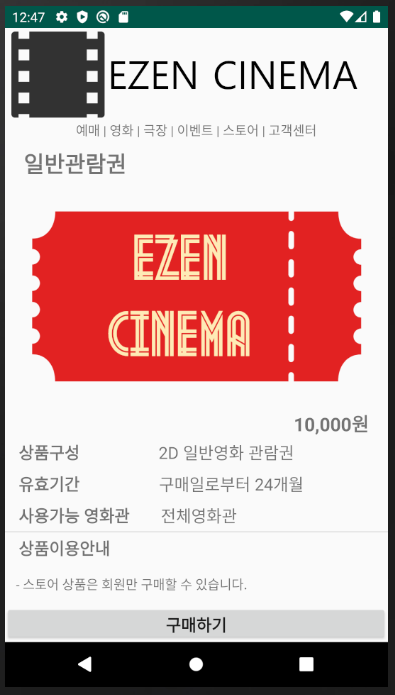 12:47
EZEN CINEMA
예매 | 영화 | 극장 | 이벤트 | 스토어 | 고객센터
일반관람권
EZEN
CINEMA
10,000원
상품구성 2D 일반영화 관람권
유효기간 구매일로부터 24개월
사용가능 영화관 전체영화관
상품이용안내
- 스토어 상품은 회원만 구매할 수 있습니다.
구매하기